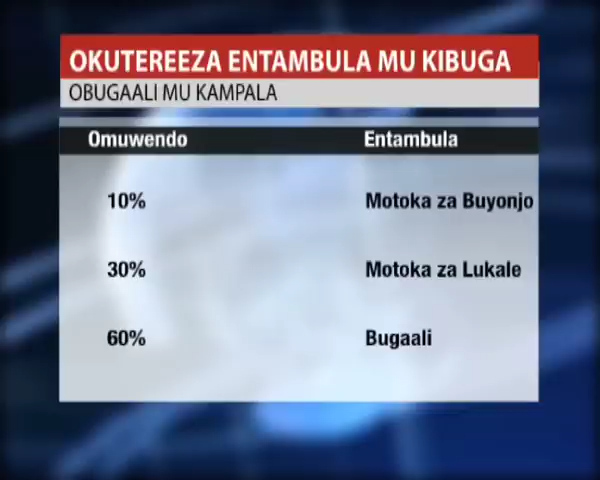 OKUTEREEZA ENTAMBULA MU KIBUGA
OBUGAALI MU KAMPALA
Omuwendo Entambula
10% Motoka za Buyonjo
30% Motoka za Lukale
60% Bugaali